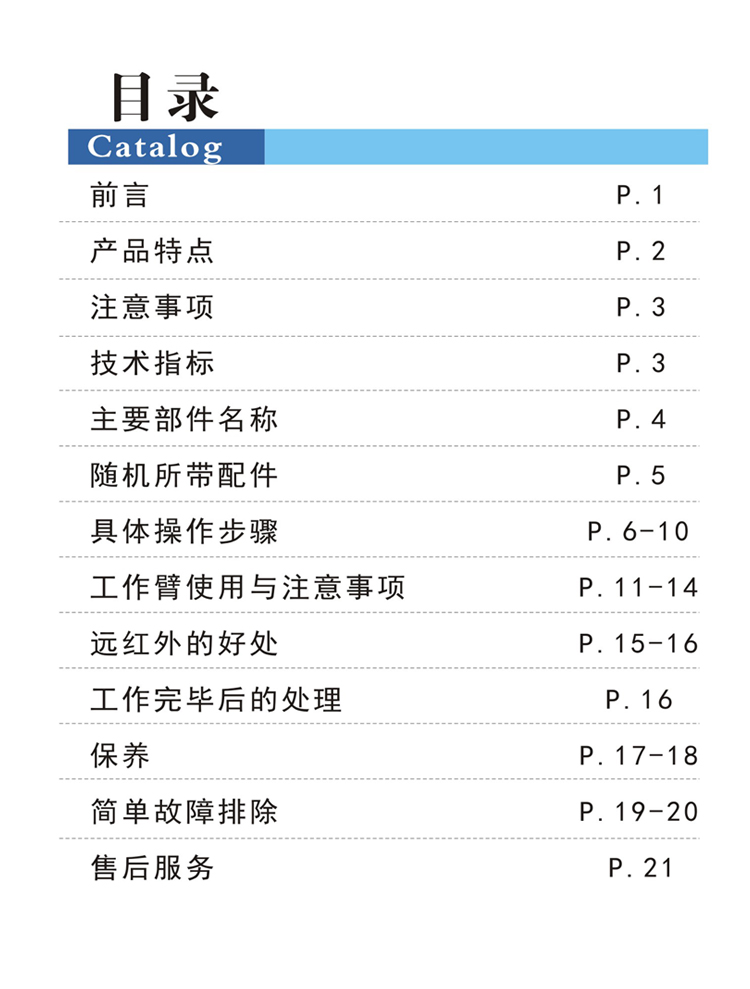 目录
Catalog
前言 P.1
产品特点 P.2
注意事项 P.3
技术指标 P.3
主要部件名称 P.4
随机所带配件 P.5
具体操作步骤 P.6-10
工作臂使用与注意事项 P.11-14
远红外的好处 P.15-16
工作完毕后的处理 P.16
保养 P.17-18
简单故障排除 P.19-20
售后服务 P.21